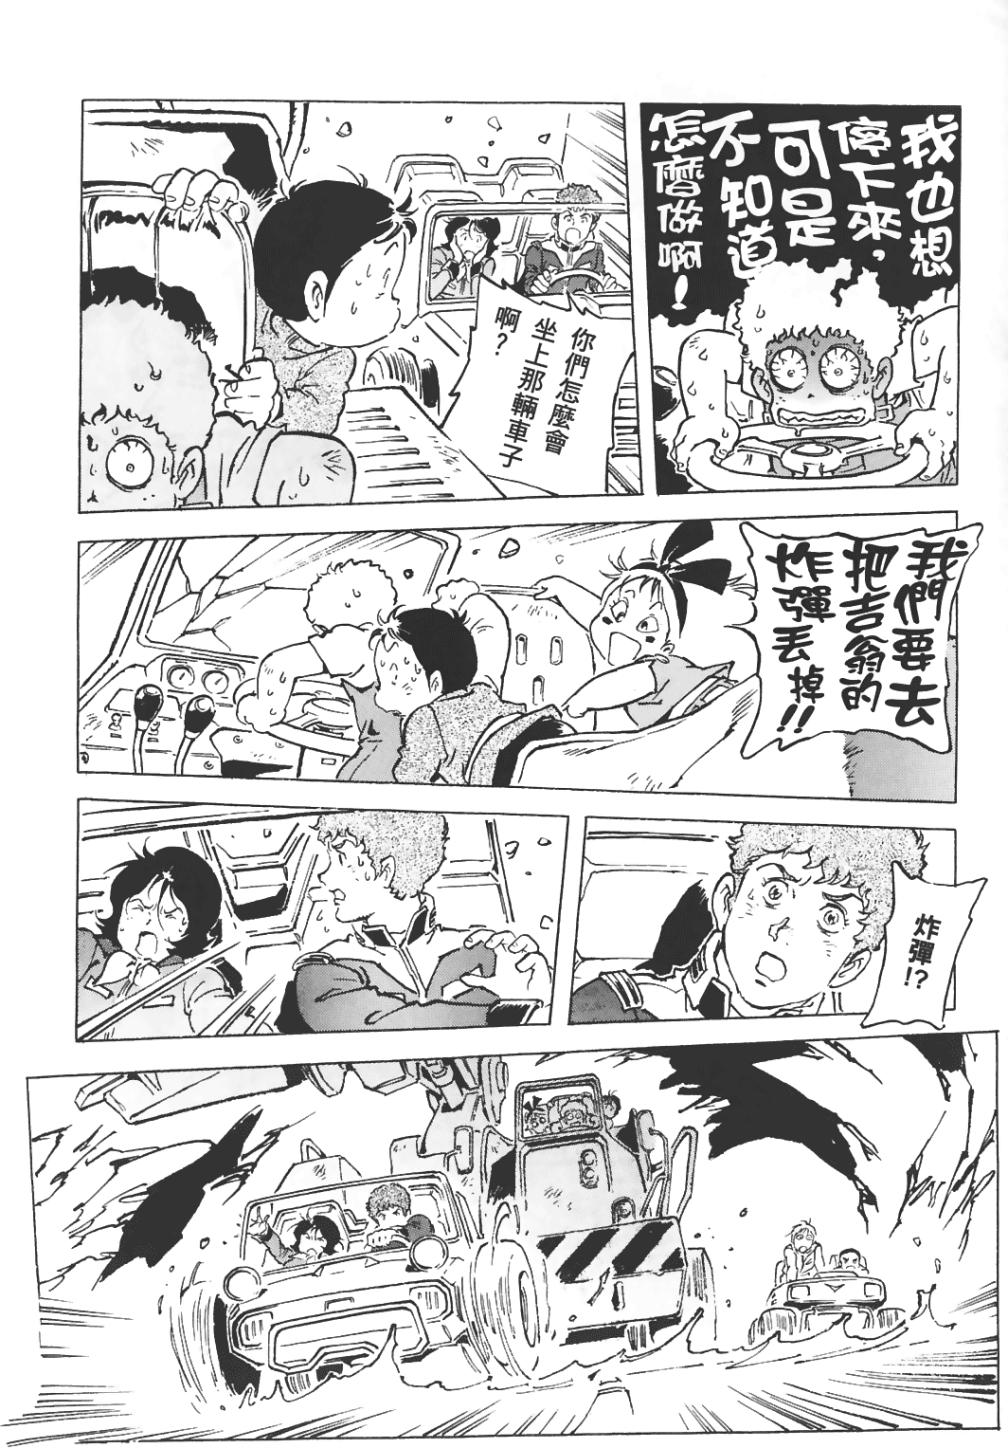 我也想
停下來，
可是
不知道
怎麼做啊！
你們怎麼會
坐上那輛車子
啊？
我們要去
把吉翁的
炸彈丟掉!!
炸彈!?